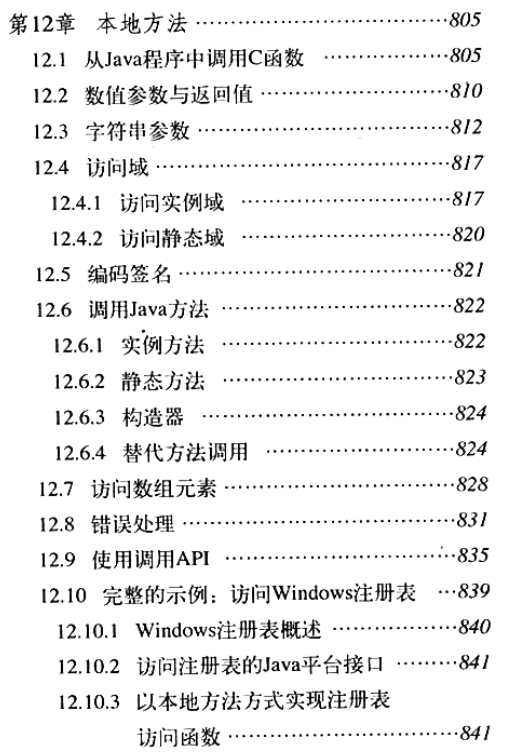 第12章 本地方法 ································805
12.1 从Java程序中调用C函数 ················805
12.2 数值参数与返回值 ·························810
12.3 字符串参数 ··································812
12.4 访问域 ········································817
12.4.1 访问实例域 ······························817
12.4.2 访问静态域 ······························820
12.5 编码签名 ·····································821
12.6 调用Java方法 ································822
12.6.1 实例方法 ································822
12.6.2 静态方法 ································823
12.6.3 构造器 ··································824
12.6.4 替代方法调用 ··························824
12.7 访问数组元素 ······························828
12.8 错误处理 ····································831
12.9 使用调用API ································835
12.10 完整的示例：访问Windows注册表 ···839
12.10.1 Windows注册表概述 ·················840
12.10.2 访问注册表的Java平台接口 ·········841
12.10.3 以本地方法方式实现注册表
访问函数 ································841